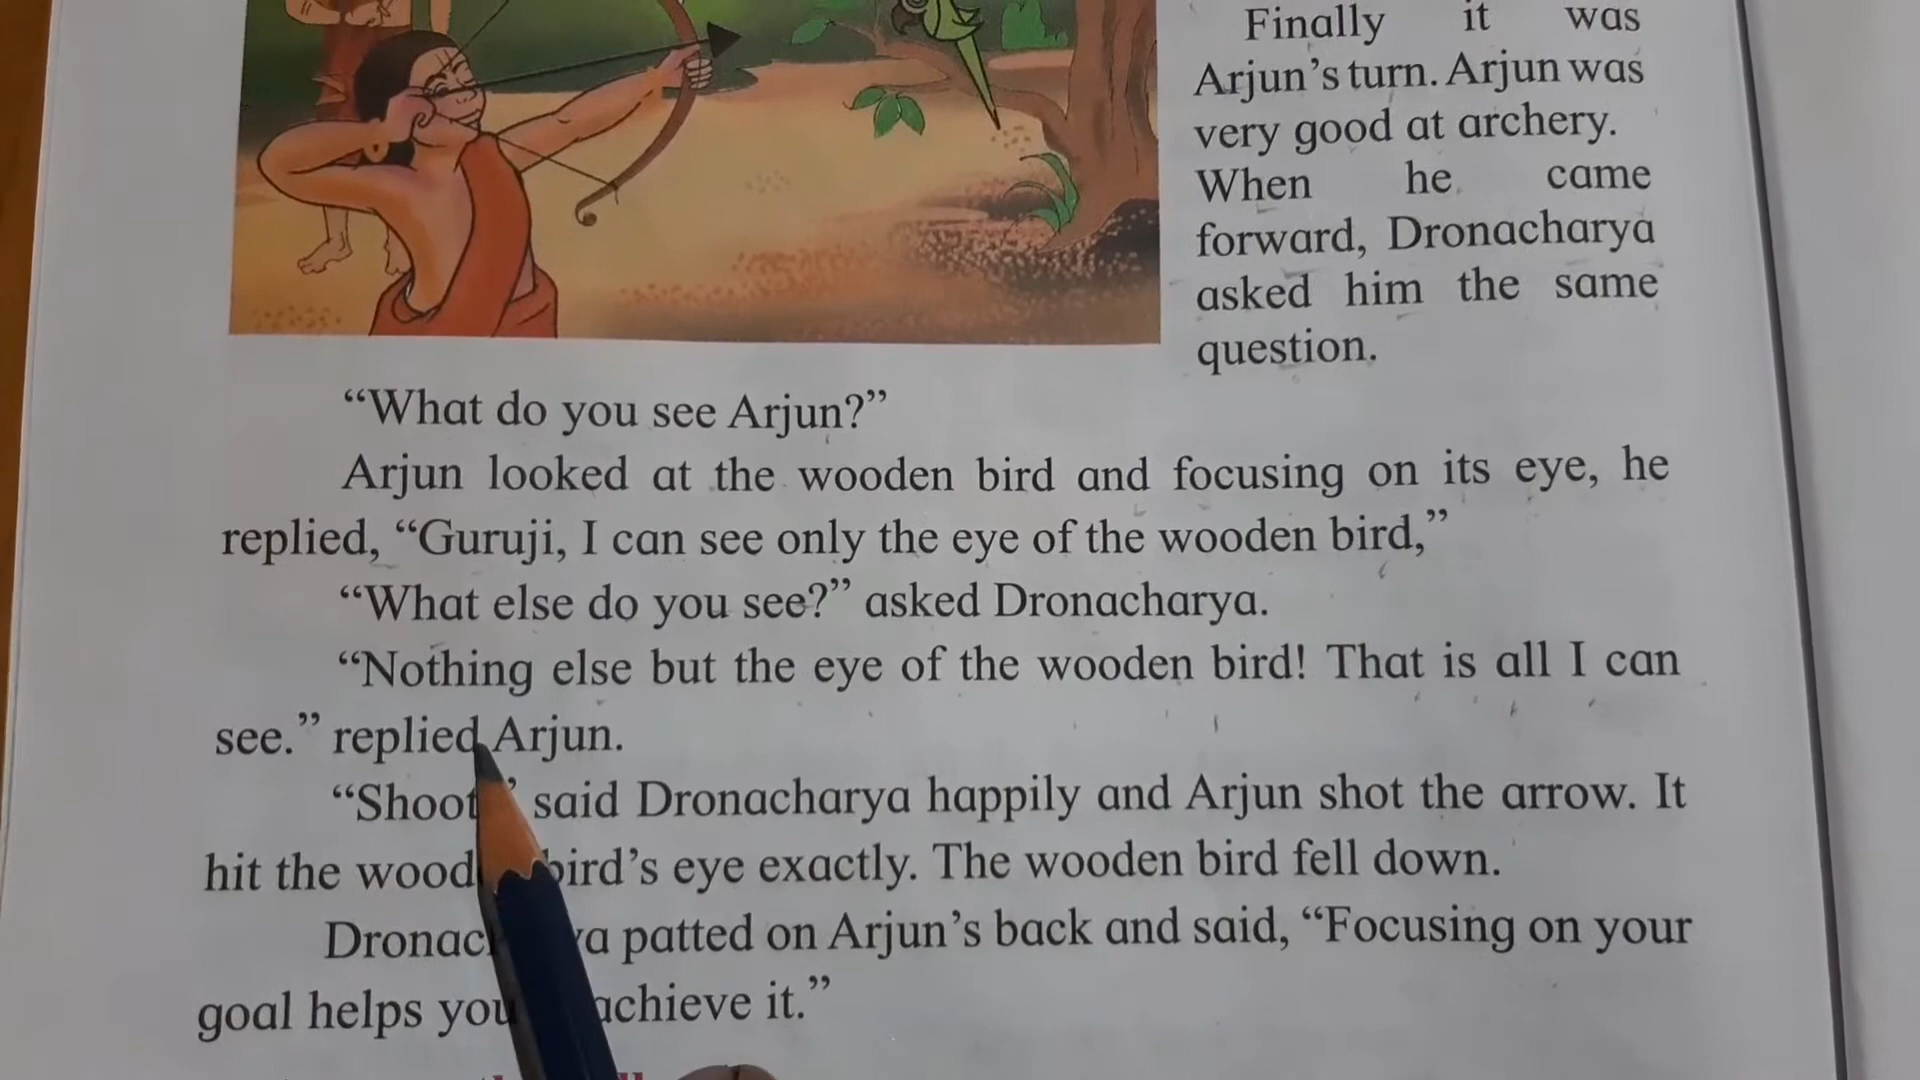 Finally it was
Arjun's turn. Arjun was
very good at archery.
When he came
forward, Dronacharya
asked him the same
question.
“What do you see Arjun?”
Arjun looked at the wooden bird and focusing on its eye, he
replied, “Guruji, I can see only the eye of the wooden bird,”
“What else do you see?” asked Dronacharya.
“Nothing else but the eye of the wooden bird! That is all I can
see.” replied Arjun.
“Shoot” said Dronacharya happily and Arjun shot the arrow. It
hit the bird’s eye exactly. The wooden bird fell down.
patted on Arjun’s back and said, “Focusing on your
goal helps you achieve it.”